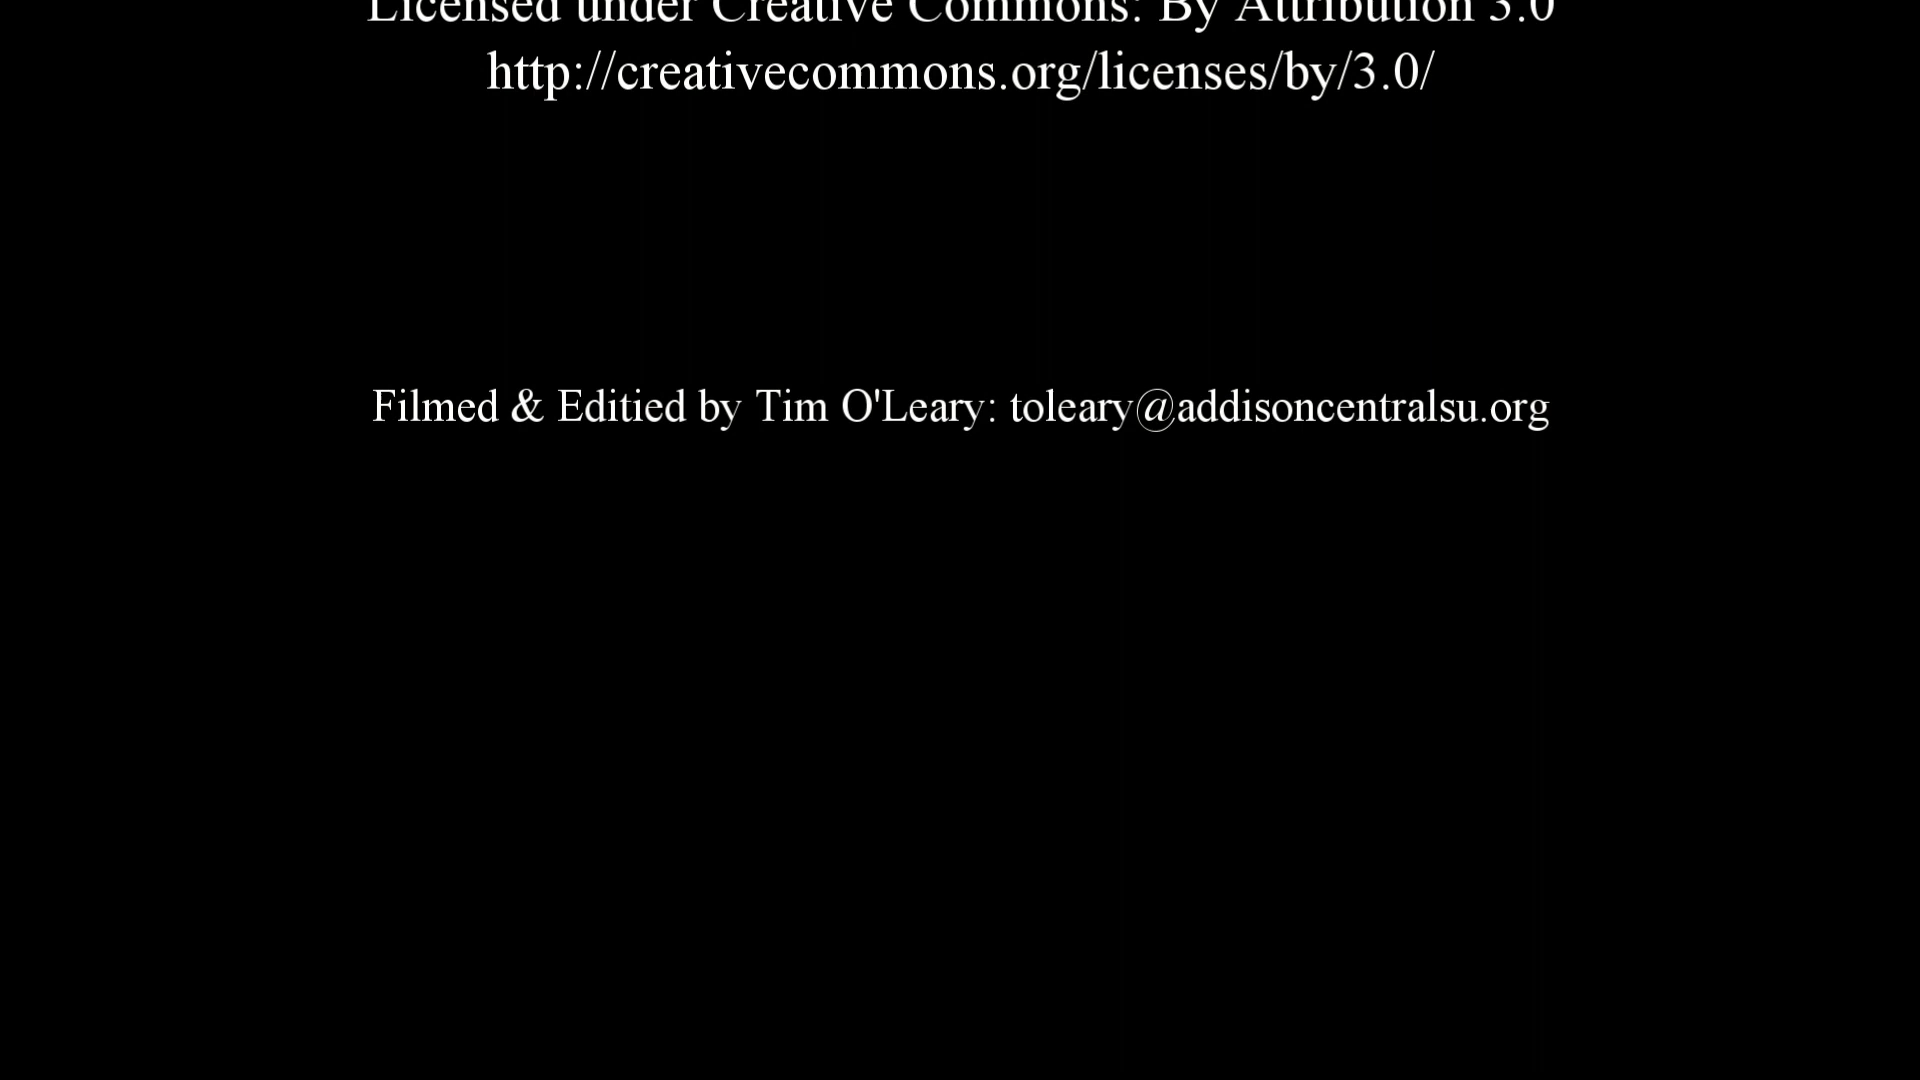 Licensed under Creative Commons: By Attribution 3.0
http://creativecommons.org/licenses/by/3.0/
Filmed & Editied by Tim O'Leary: toleary@addisoncentralsu.org